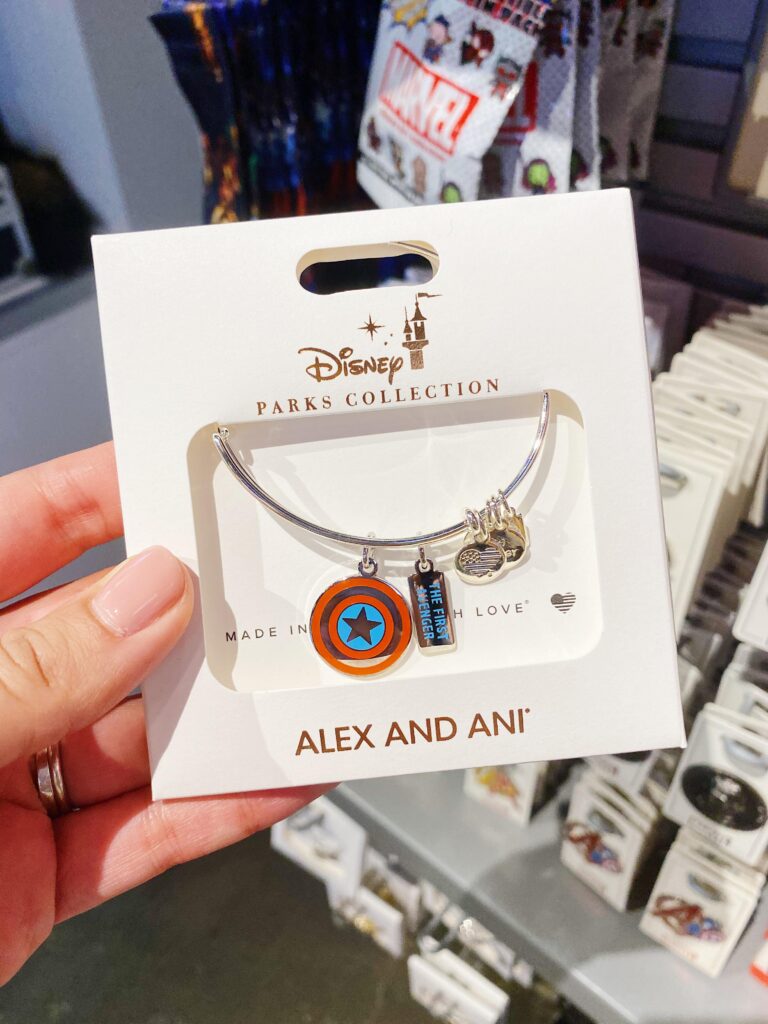 MARVEL
Disney
PARKS COLLECTION
THE FIRST
AVENGER
MADE IN
H LOVE®
ALEX AND ANI®